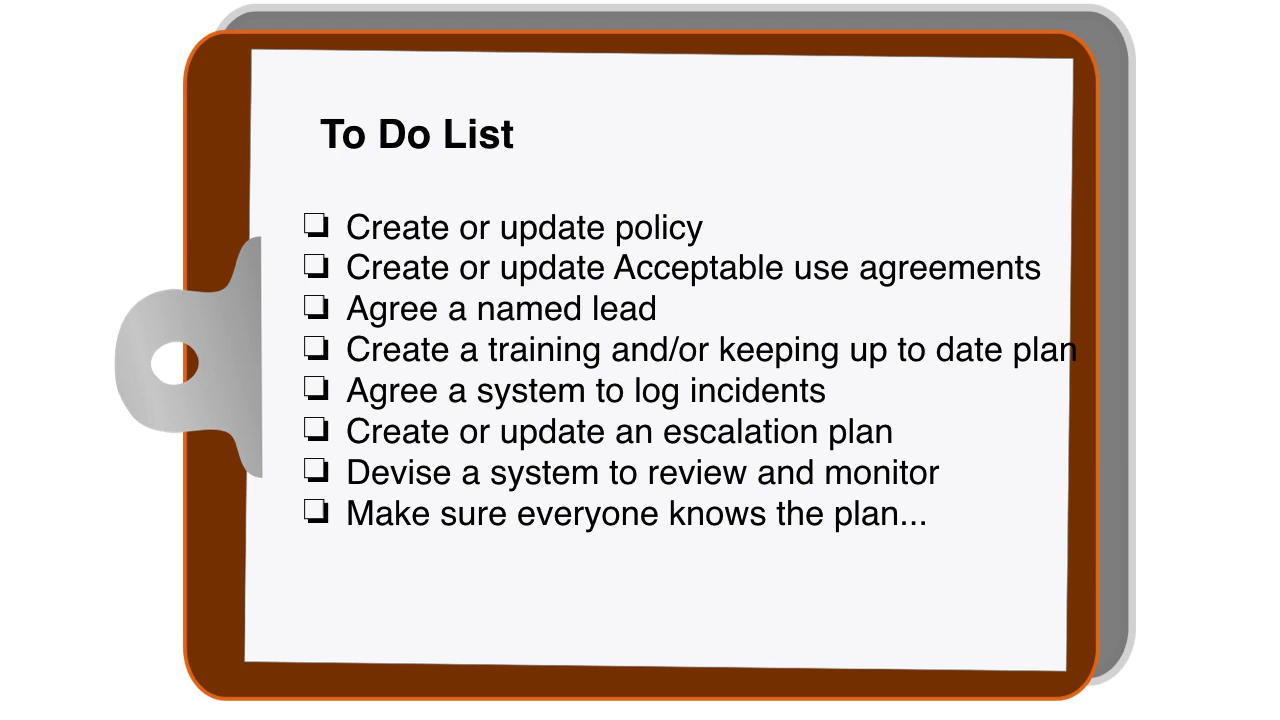 To Do List
❏ Create or update policy
❏ Create or update Acceptable use agreements
❏ Agree a named lead
❏ Create a training and/or keeping up to date plan
❏ Agree a system to log incidents
❏ Create or update an escalation plan
❏ Devise a system to review and monitor
❏ Make sure everyone knows the plan...